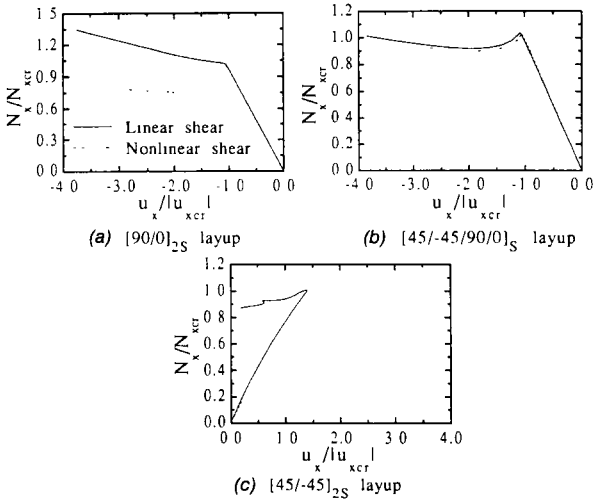 1.5
1.2
0.9
0.6
0.3
0.0
N_x/N_xcr
Linear shear
Nonlinear shear
-4 0 -3.0 -2.0 -1.0 0 0
u_x/|u_xcr|
(a) [90/0]_2S layup
1.2
1.0
0.8
0.6
0.4
0.2
0.0
N_x/N_xcr
-4 0 -3 0 -2 0 -1 0 0 0
u_x/|u_xcr|
(b) [45/-45/90/0]_S layup
1.2
1.0
0 8
0.6
0.4
0.2
0.0
N_x/N_xcr
0 0 1 0 2.0 3 0 4.0
u_x/|u_xcr|
(c) [45/-45]_2S layup